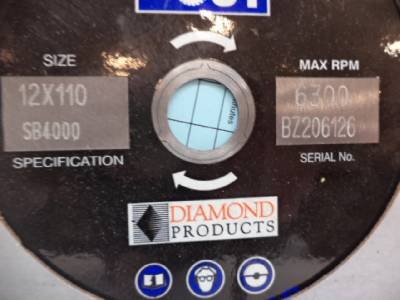 SIZE
12X110
SB4000
SPECIFICATION
MAX RPM
6300
BZ206126
SERIAL No.
DIAMOND
PRODUCTS